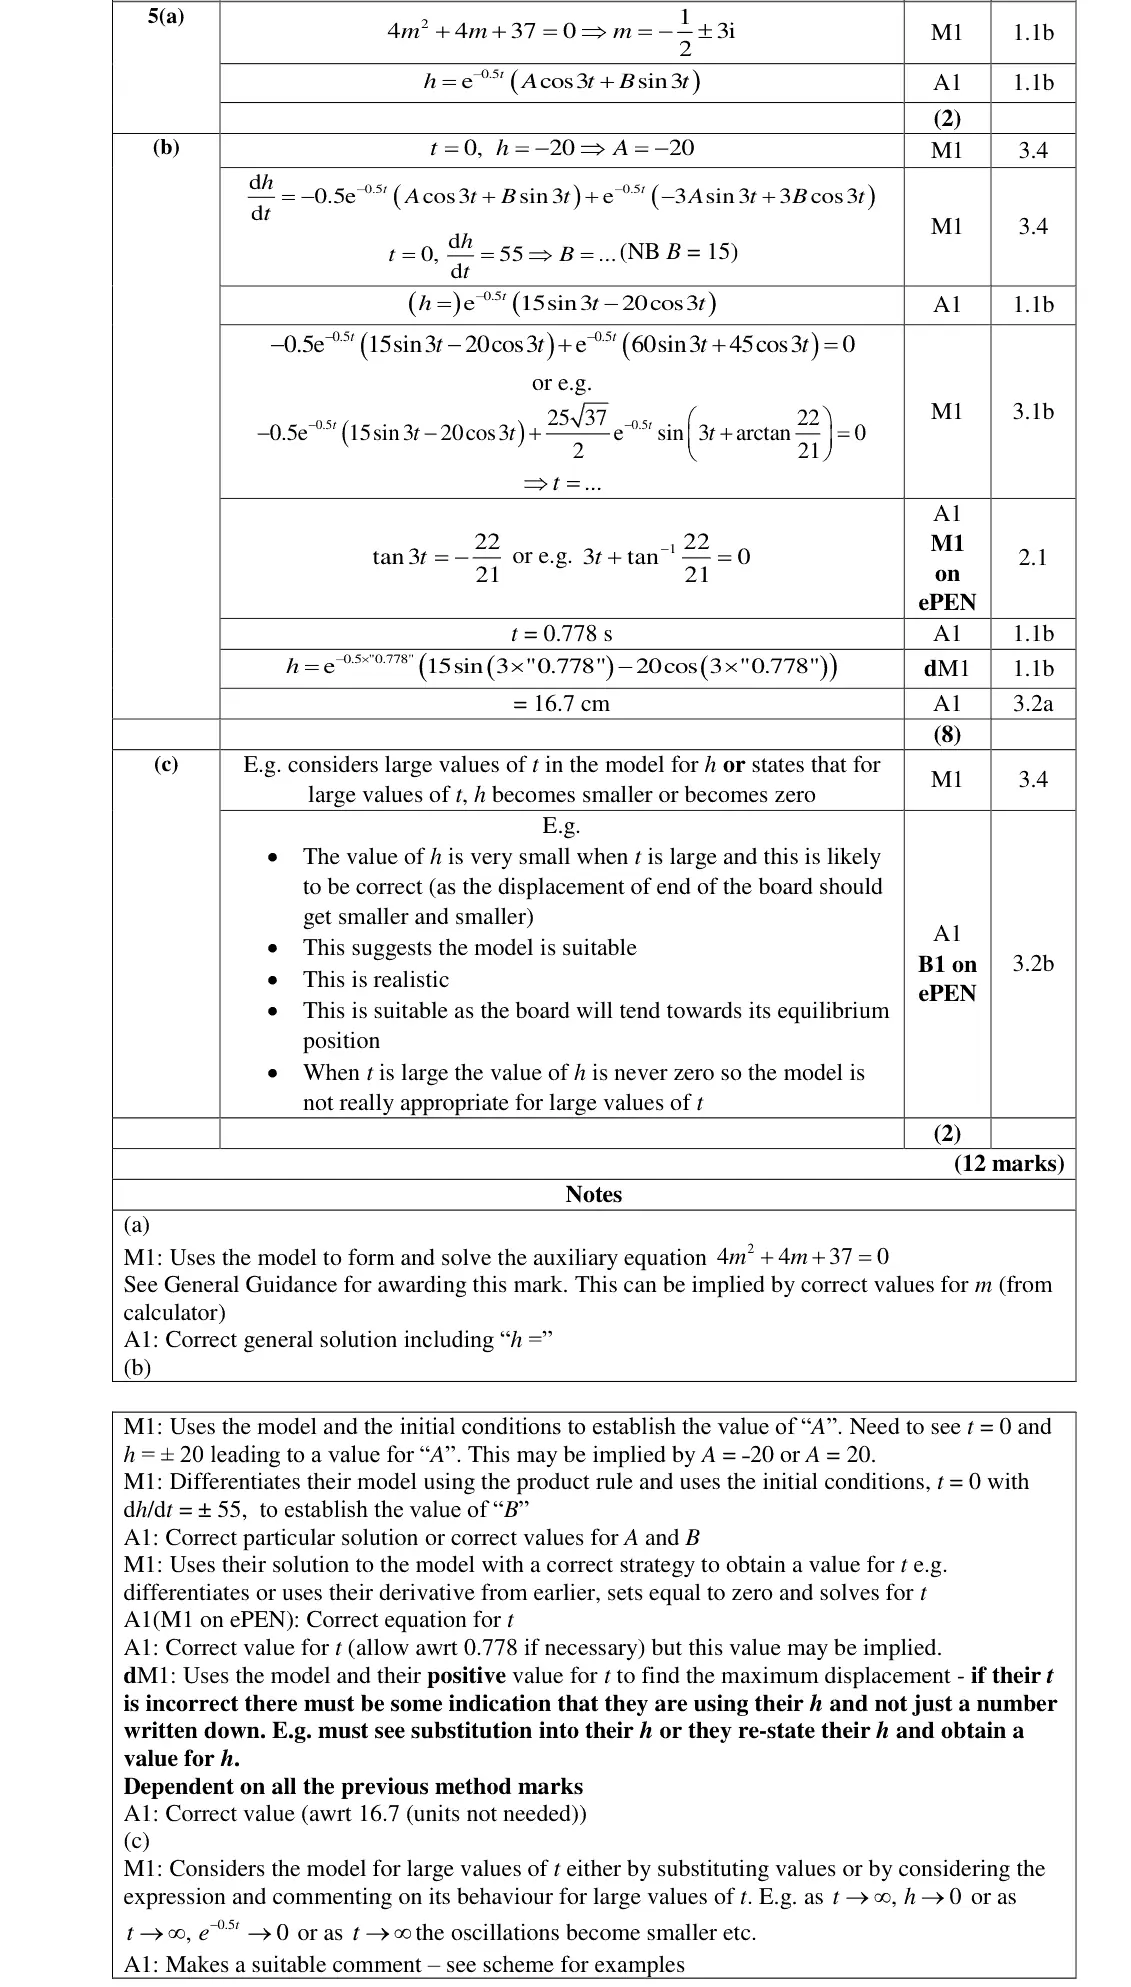 5(a) 4m² + 4m + 37 = 0 ⇒ m = −1/2 ± 3i M1 1.1b
h = e^(−0.5t) (A cos 3t + B sin 3t) A1 1.1b
(2)
(b) t = 0, h = −20 ⇒ A = −20 M1 3.4
dh/dt = −0.5e^(−0.5t) (A cos 3t + B sin 3t) + e^(−0.5t) (−3A sin 3t + 3B cos 3t)
t = 0, dh/dt = 55 ⇒ B = ... (NB B = 15) M1 3.4
(h =) e^(−0.5t) (15 sin 3t − 20 cos 3t) A1 1.1b
−0.5e^(−0.5t) (15 sin 3t − 20 cos 3t) + e^(−0.5t) (60 sin 3t + 45 cos 3t) = 0
or e.g.
−0.5e^(−0.5t) (15 sin 3t − 20 cos 3t) + (25√37)/2 e^(−0.5t) sin (3t + arctan 22/21) = 0 M1 3.1b
⇒ t = ...
tan 3t = −22/21 or e.g. 3t + tan⁻¹ 22/21 = 0 A1 M1 on ePEN 2.1
t = 0.778 s A1 1.1b
h = e^(−0.5×"0.778") (15 sin (3×"0.778") − 20 cos (3×"0.778")) dM1 1.1b
= 16.7 cm A1 3.2a
(8)
(c) E.g. considers large values of t in the model for h or states that for
large values of t, h becomes smaller or becomes zero M1 3.4
E.g.
• The value of h is very small when t is large and this is likely
to be correct (as the displacement of end of the board should
get smaller and smaller)
• This suggests the model is suitable
• This is realistic
• This is suitable as the board will tend towards its equilibrium
position
• When t is large the value of h is never zero so the model is
not really appropriate for large values of t
A1 B1 on ePEN 3.2b
(2)
(12 marks)
Notes
(a)
M1: Uses the model to form and solve the auxiliary equation 4m² + 4m + 37 = 0
See General Guidance for awarding this mark. This can be implied by correct values for m (from
calculator)
A1: Correct general solution including “h =”
(b)
M1: Uses the model and the initial conditions to establish the value of “A”. Need to see t = 0 and
h = ± 20 leading to a value for “A”. This may be implied by A = -20 or A = 20.
M1: Differentiates their model using the product rule and uses the initial conditions, t = 0 with
dh/dt = ± 55, to establish the value of “B”
A1: Correct particular solution or correct values for A and B
M1: Uses their solution to the model with a correct strategy to obtain a value for t e.g.
differentiates or uses their derivative from earlier, sets equal to zero and solves for t
A1(M1 on ePEN): Correct equation for t
A1: Correct value for t (allow awrt 0.778 if necessary) but this value may be implied.
dM1: Uses the model and their positive value for t to find the maximum displacement - if their t
is incorrect there must be some indication that they are using their h and not just a number
written down. E.g. must see substitution into their h or they re-state their h and obtain a
value for h.
Dependent on all the previous method marks
A1: Correct value (awrt 16.7 (units not needed))
(c)
M1: Considers the model for large values of t either by substituting values or by considering the
expression and commenting on its behaviour for large values of t. E.g. as t → ∞, h → 0 or as
t → ∞, e^(−0.5t) → 0 or as t → ∞ the oscillations become smaller etc.
A1: Makes a suitable comment – see scheme for examples